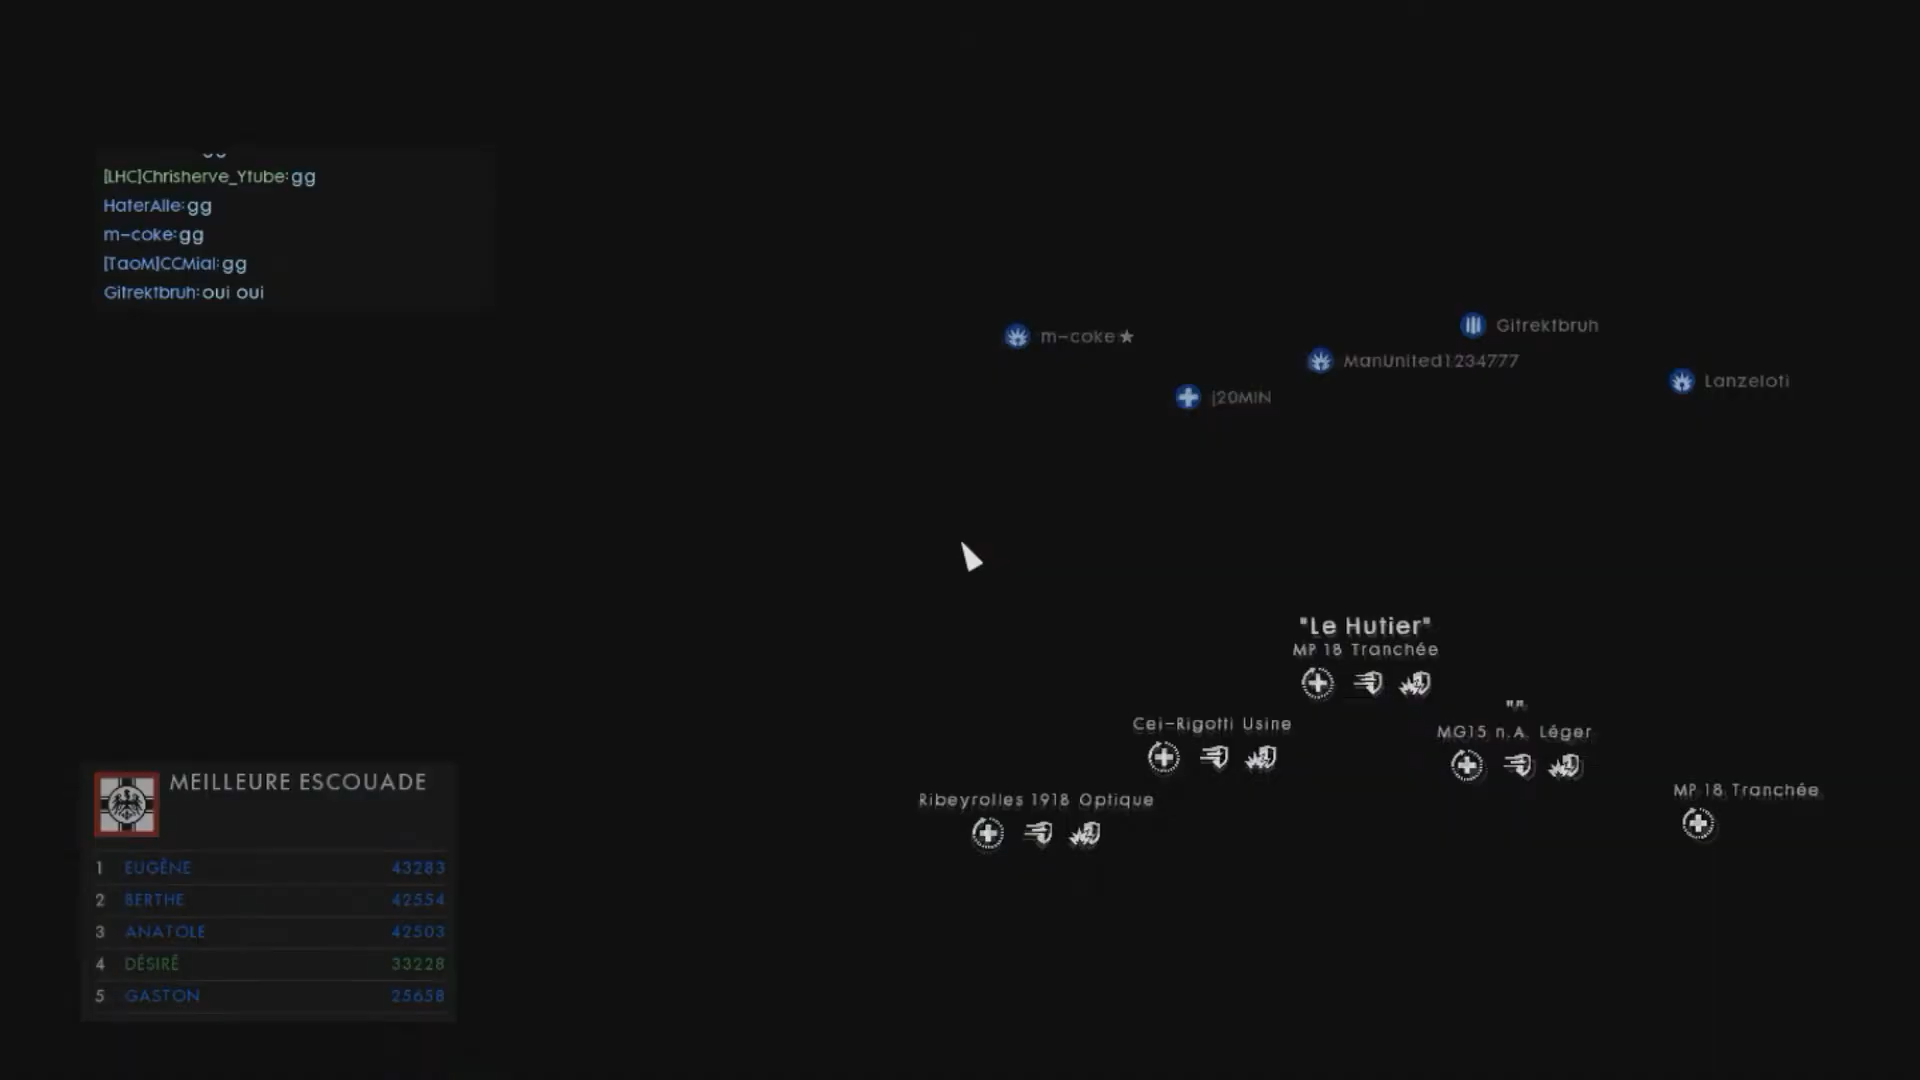 [LHC]Chrisherve_Ytube:gg
HaterAlle:gg
m-coke:gg
[TaoM]CCMial:gg
Gitrektbruh:oui oui
m-coke★
|20MIN
ManUnited1234777
Gitrektbruh
Lanzeloti
"Le Hutier"
MP 18 Tranchée
Cei-Rigotti Usine
""
MG15 n.A. Léger
Ribeyrolles 1918 Optique
MP 18 Tranchée
MEILLEURE ESCOUADE
1 EUGÈNE 43283
2 BERTHE 42554
3 ANATOLE 42503
4 DÉSIRÉ 33228
5 GASTON 25658